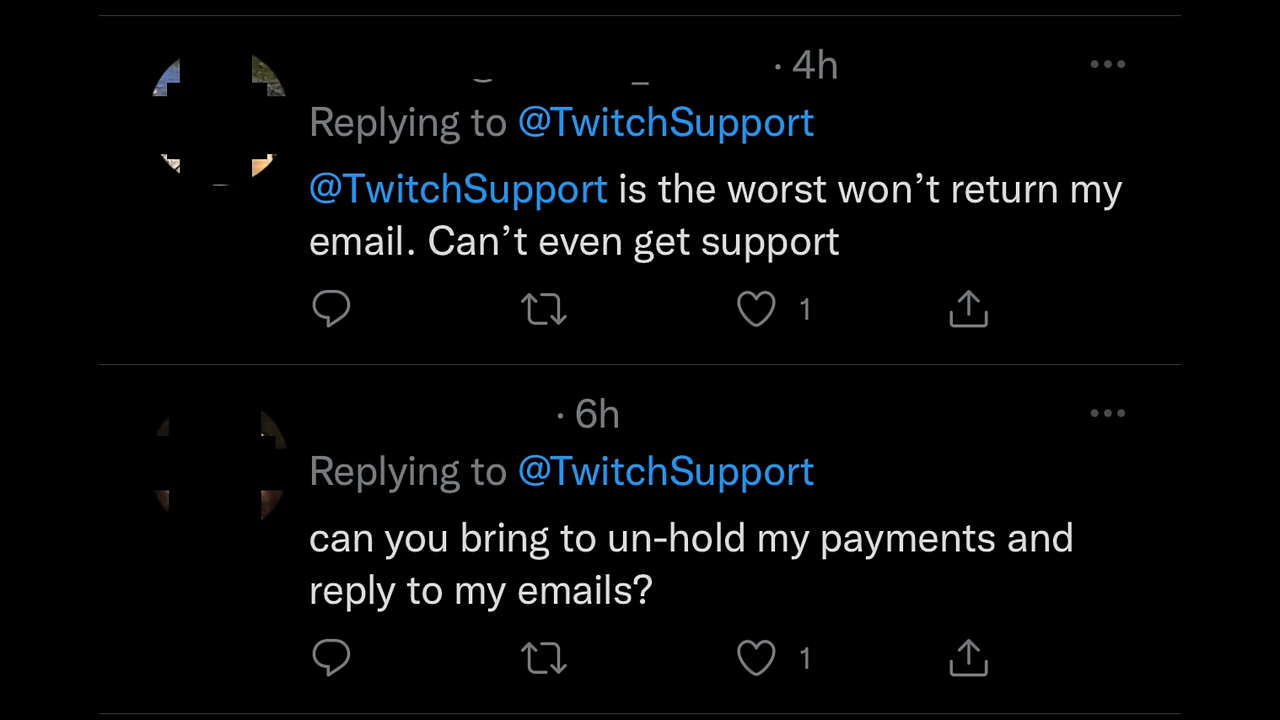 · 4h
Replying to @TwitchSupport
@TwitchSupport is the worst won’t return my
email. Can’t even get support
1
· 6h
Replying to @TwitchSupport
can you bring to un-hold my payments and
reply to my emails?
1